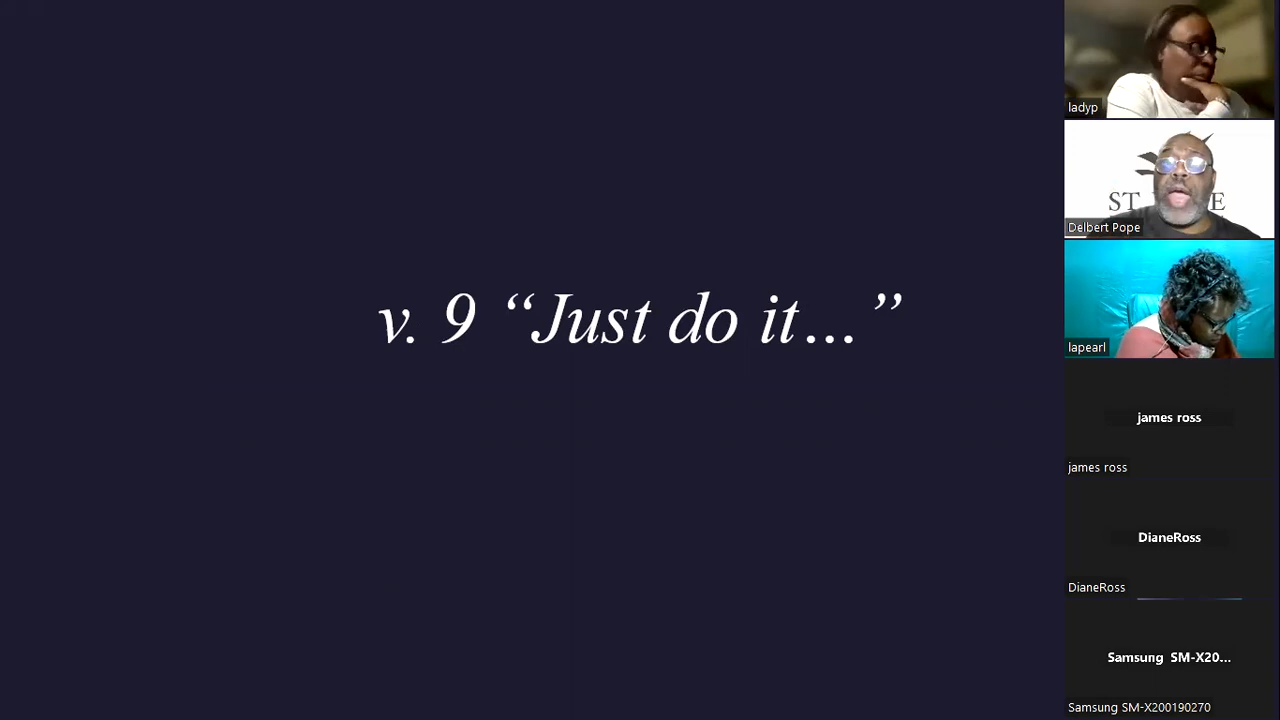 v. 9 “Just do it…”
ladyp
ST
E
Delbert Pope
lapearl
james ross
james ross
DianeRoss
DianeRoss
Samsung SM-X20...
Samsung SM-X200190270